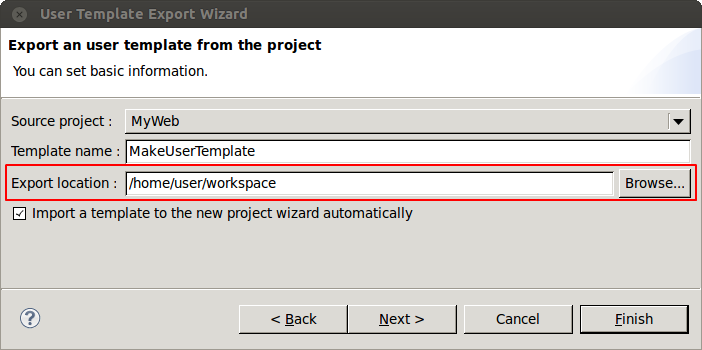 User Template Export Wizard
Export an user template from the project
You can set basic information.
Source project : MyWeb
Template name : MakeUserTemplate
Export location : /home/user/workspace Browse...
Import a template to the new project wizard automatically
? < Back Next > Cancel Finish